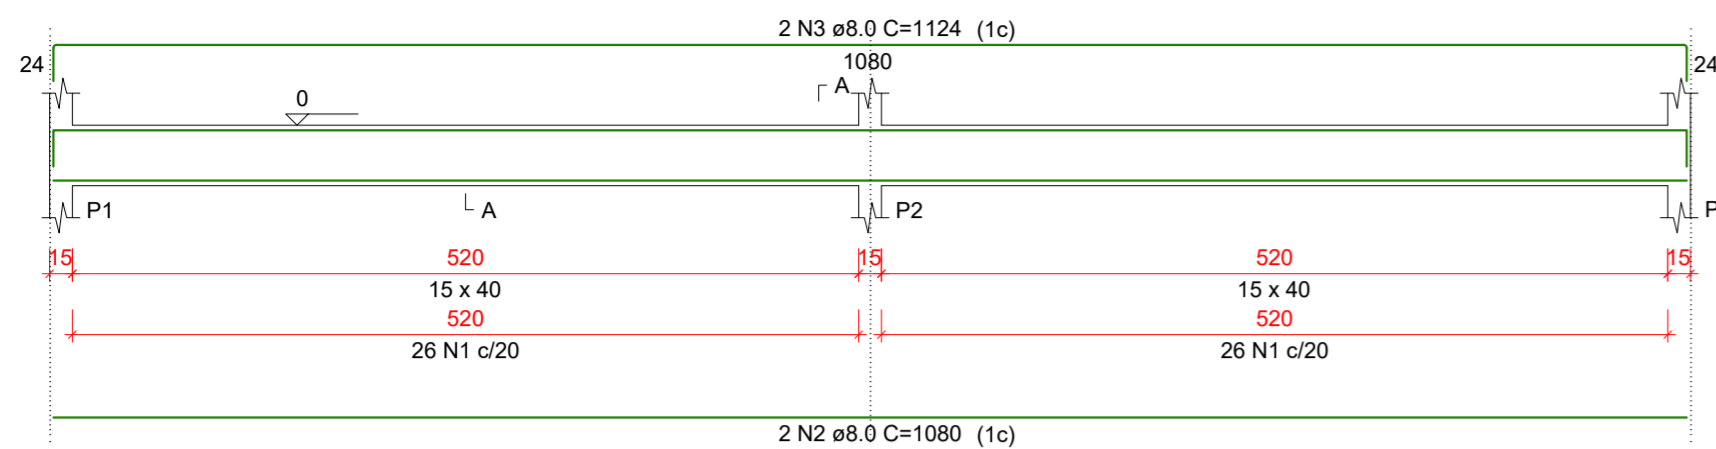 2 N3 ø8.0 C=1124 (1c)
24 1080 24
A
0
P1 A P2 P
15 520 15 520 15
15 x 40 15 x 40
520 520
26 N1 c/20 26 N1 c/20
2 N2 ø8.0 C=1080 (1c)